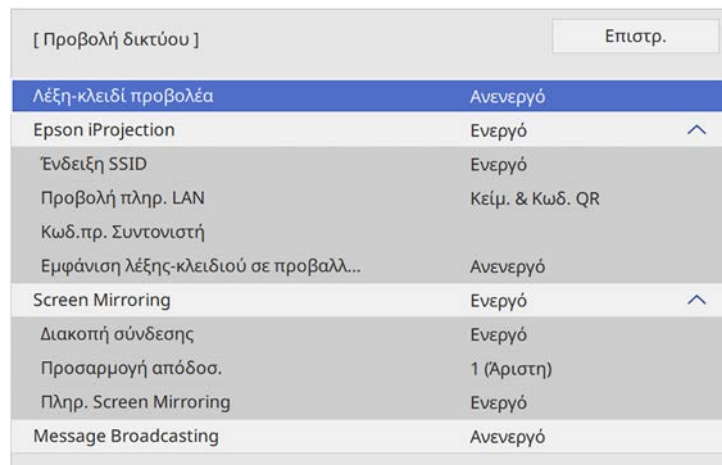 [ Προβολή δικτύου ] Επιστρ.
Λέξη-κλειδί προβολέα Ανενεργό
Epson iProjection Ενεργό
Ένδειξη SSID Ενεργό
Προβολή πληρ. LAN Κείμ. & Κωδ. QR
Κωδ.πρ. Συντονιστή
Εμφάνιση λέξης-κλειδιού σε προβαλλ... Ανενεργό
Screen Mirroring Ενεργό
Διακοπή σύνδεσης Ενεργό
Προσαρμογή απόδοσ. 1 (Άριστη)
Πληρ. Screen Mirroring Ενεργό
Message Broadcasting Ανενεργό